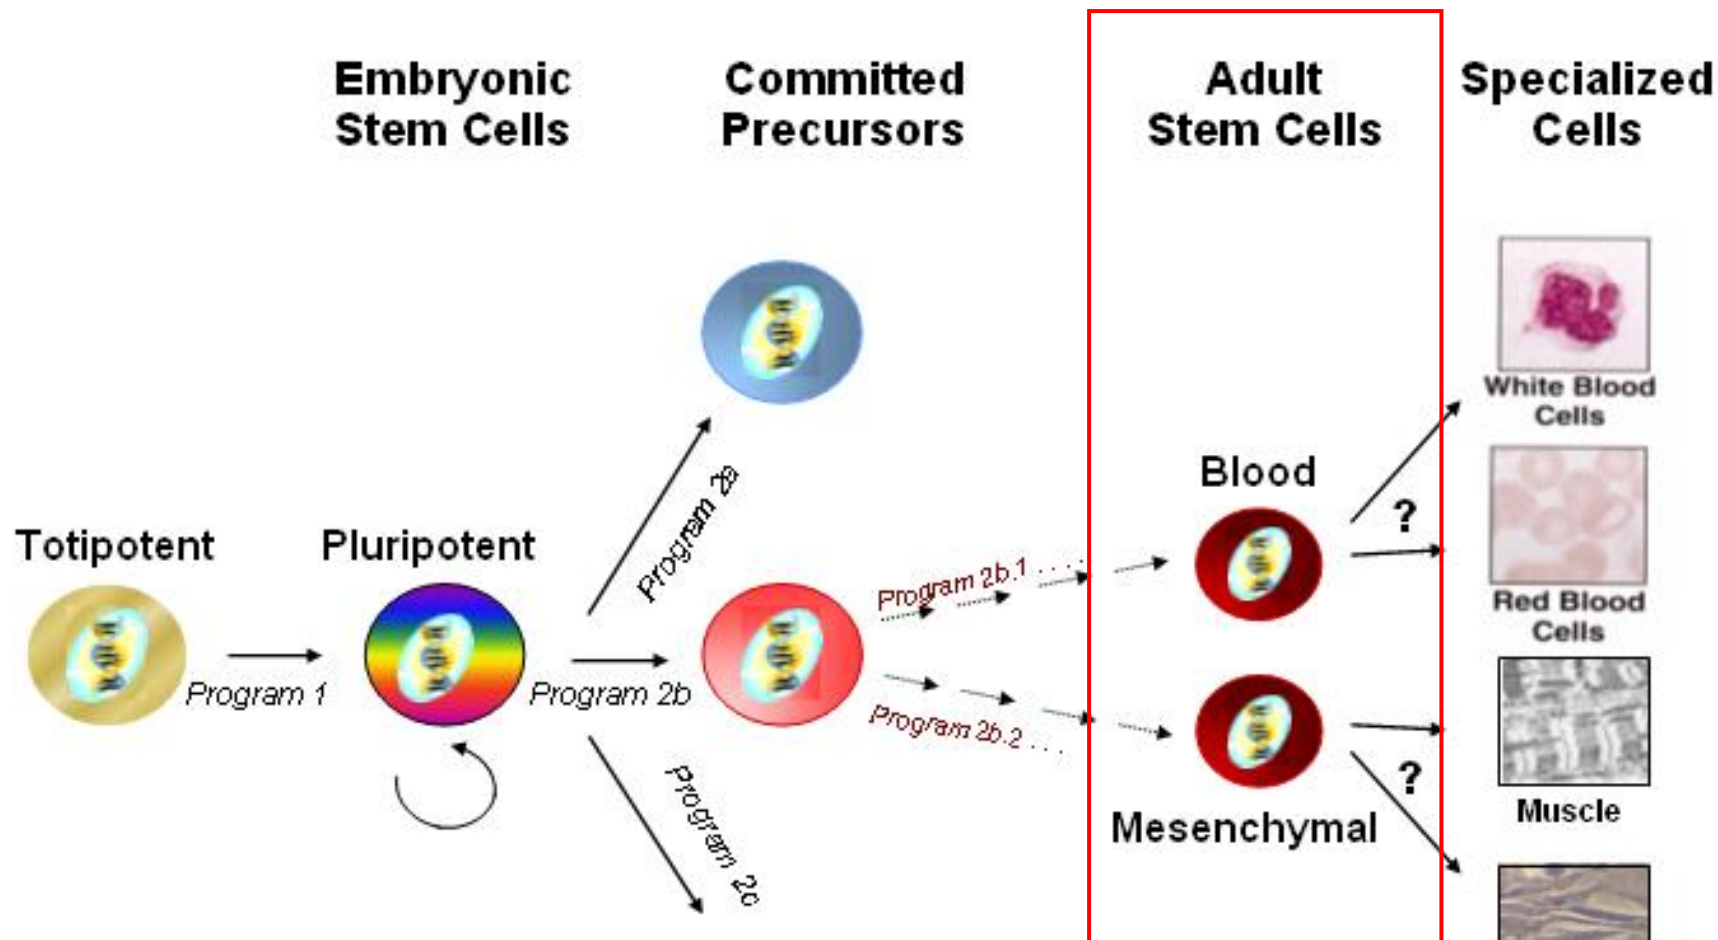 Embryonic
Stem Cells
Committed
Precursors
Adult
Stem Cells
Specialized
Cells
White Blood
Cells
Program 2a
Blood
?
Totipotent
Pluripotent
Program 2b.1 . . . .
Red Blood
Cells
Program 1
Program 2b
Program 2b.2 . . .
?
Muscle
Mesenchymal
Program 2c